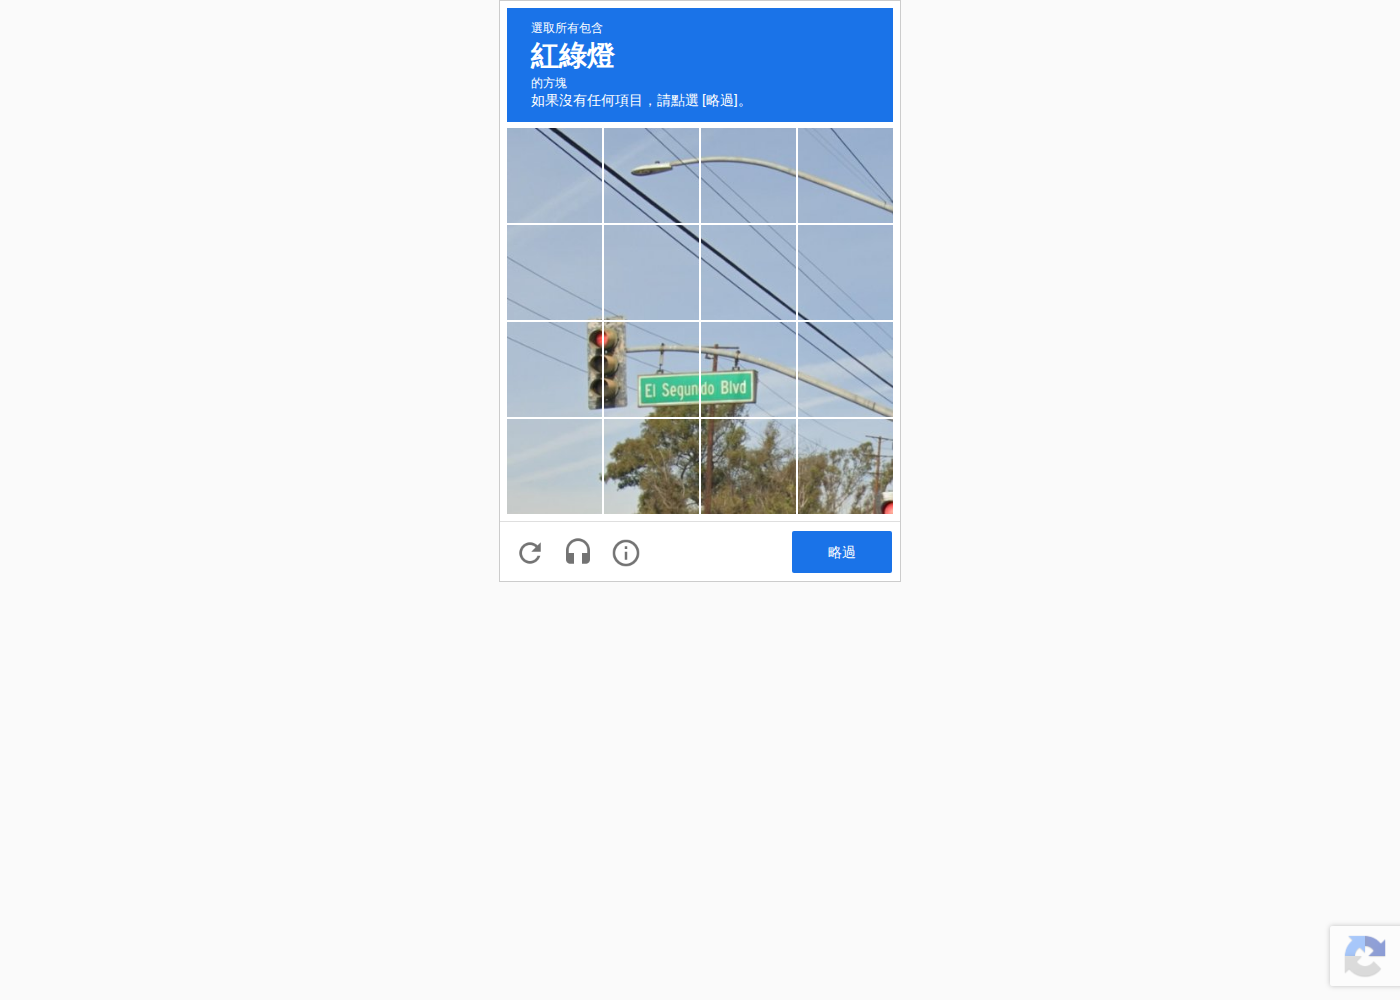 選取所有包含
紅綠燈
的方塊
如果沒有任何項目，請點選 [略過]。
El Segundo Blvd
略過